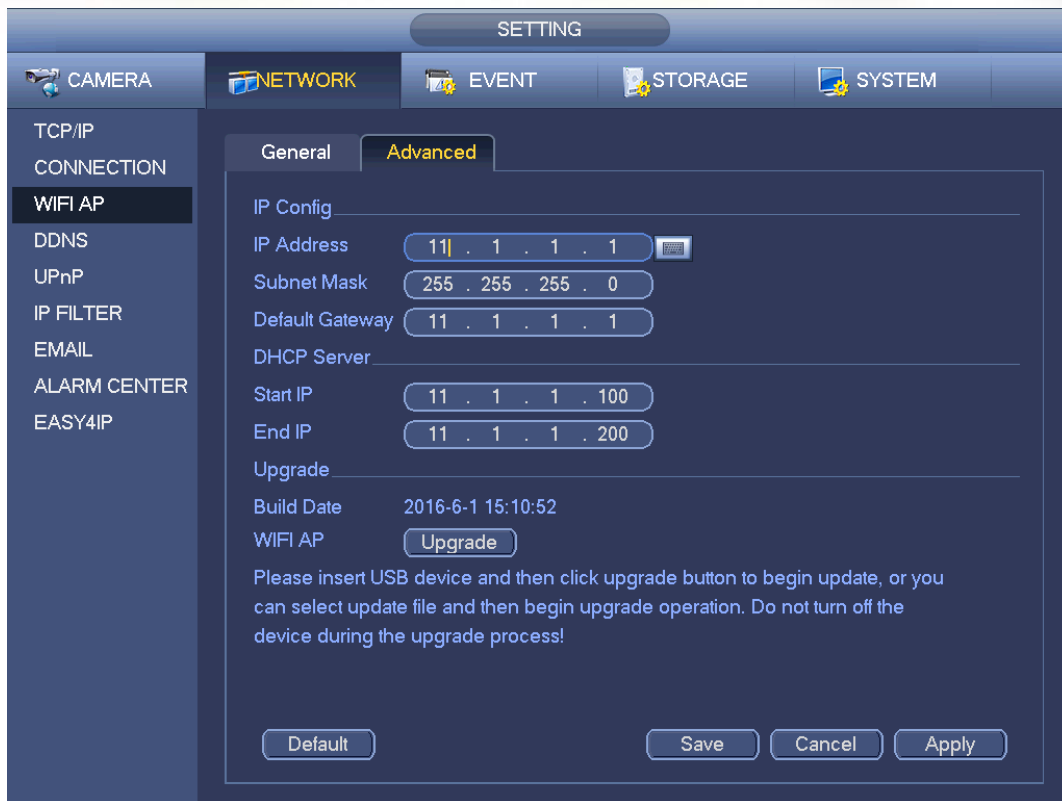 SETTING
CAMERA NETWORK EVENT STORAGE SYSTEM
TCP/IP
CONNECTION
WIFI AP
DDNS
UPnP
IP FILTER
EMAIL
ALARM CENTER
EASY4IP
General Advanced
IP Config
IP Address 11 . 1 . 1 . 1
Subnet Mask 255 . 255 . 255 . 0
Default Gateway 11 . 1 . 1 . 1
DHCP Server
Start IP 11 . 1 . 1 . 100
End IP 11 . 1 . 1 . 200
Upgrade
Build Date 2016-6-1 15:10:52
WIFI AP Upgrade
Please insert USB device and then click upgrade button to begin update, or you
can select update file and then begin upgrade operation. Do not turn off the
device during the upgrade process!
Default Save Cancel Apply